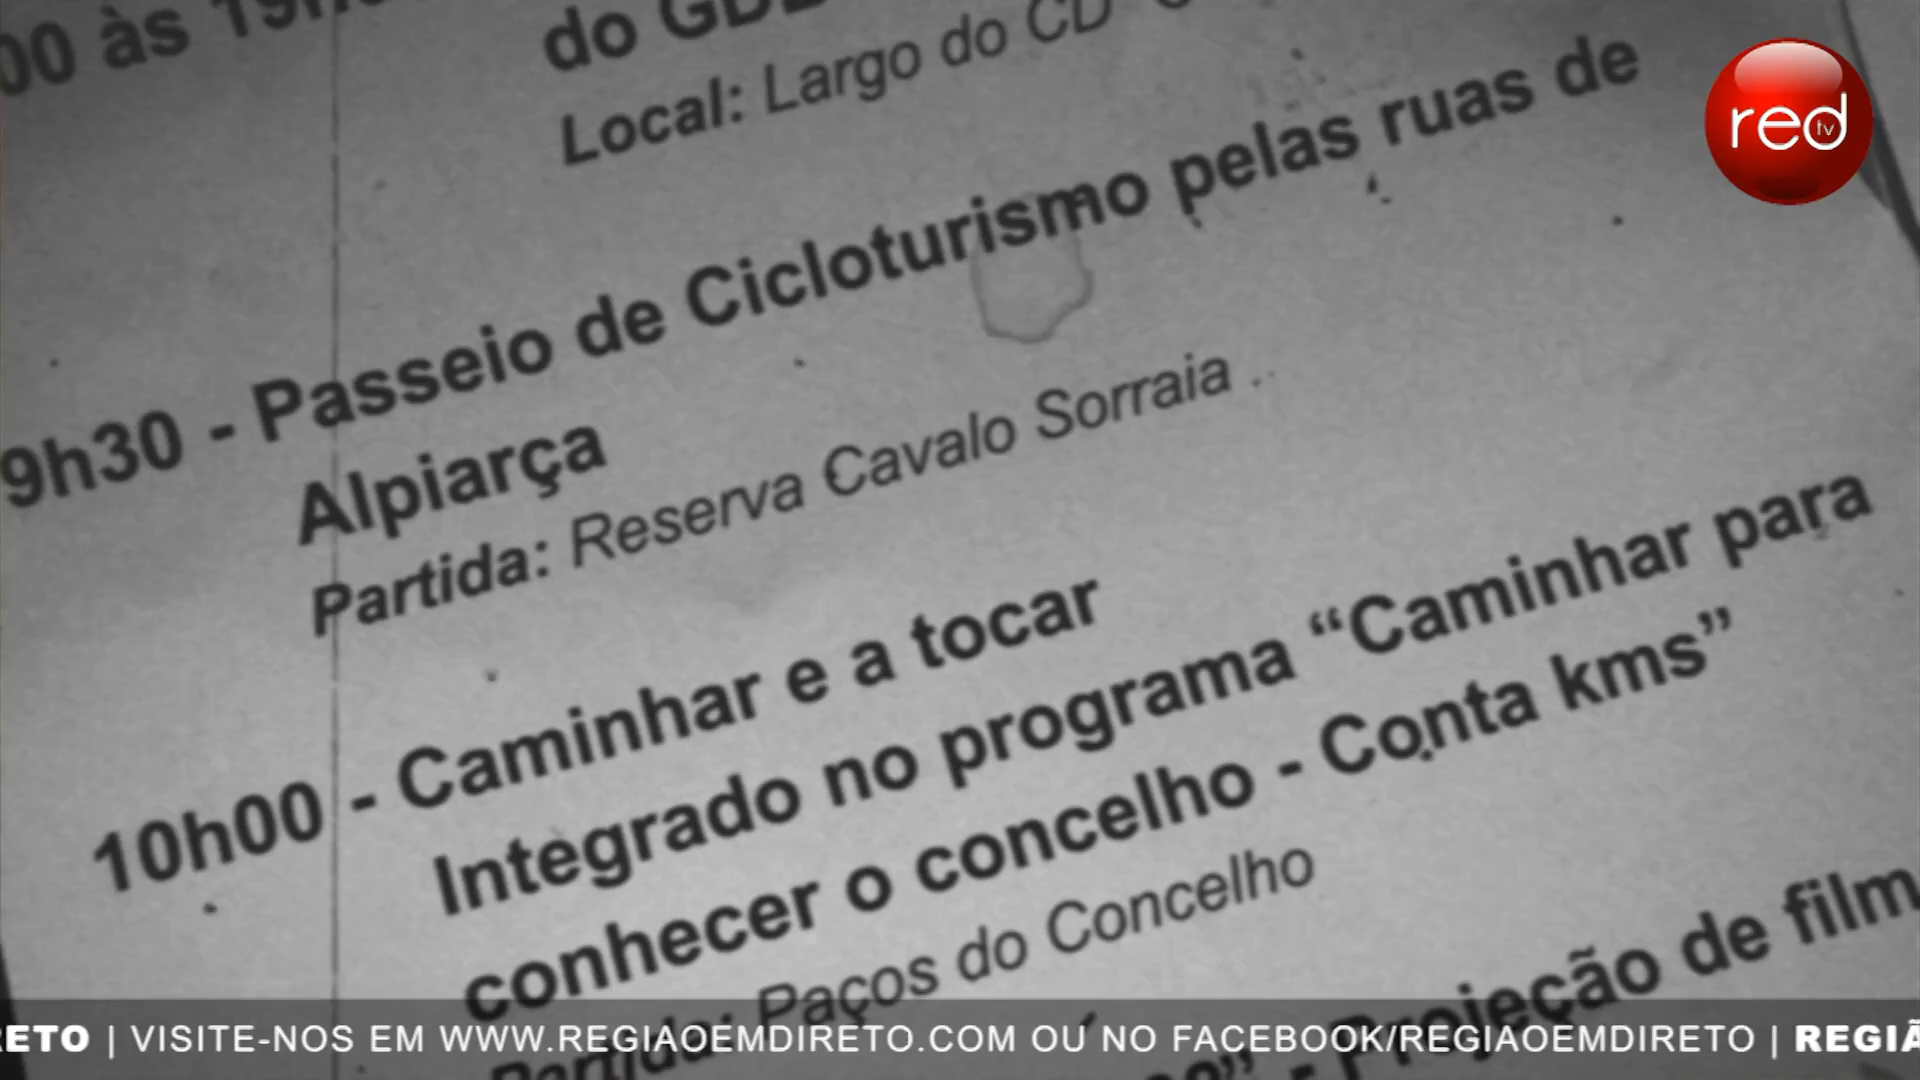 00 às
do
Local: Largo do CD
9h30 - Passeio de Cicloturismo pelas ruas de
Alpiarça
Partida: Reserva Cavalo Sorraia
10h00 - Caminhar e a tocar
Integrado no programa “Caminhar para
conhecer o concelho - Conta kms”
Partida: Paços do Concelho
- Projeção de
red tv
RETO | VISITE-NOS EM WWW.REGIAOEMDIRETO.COM OU NO FACEBOOK/REGIAOEMDIRETO | REGIÃ